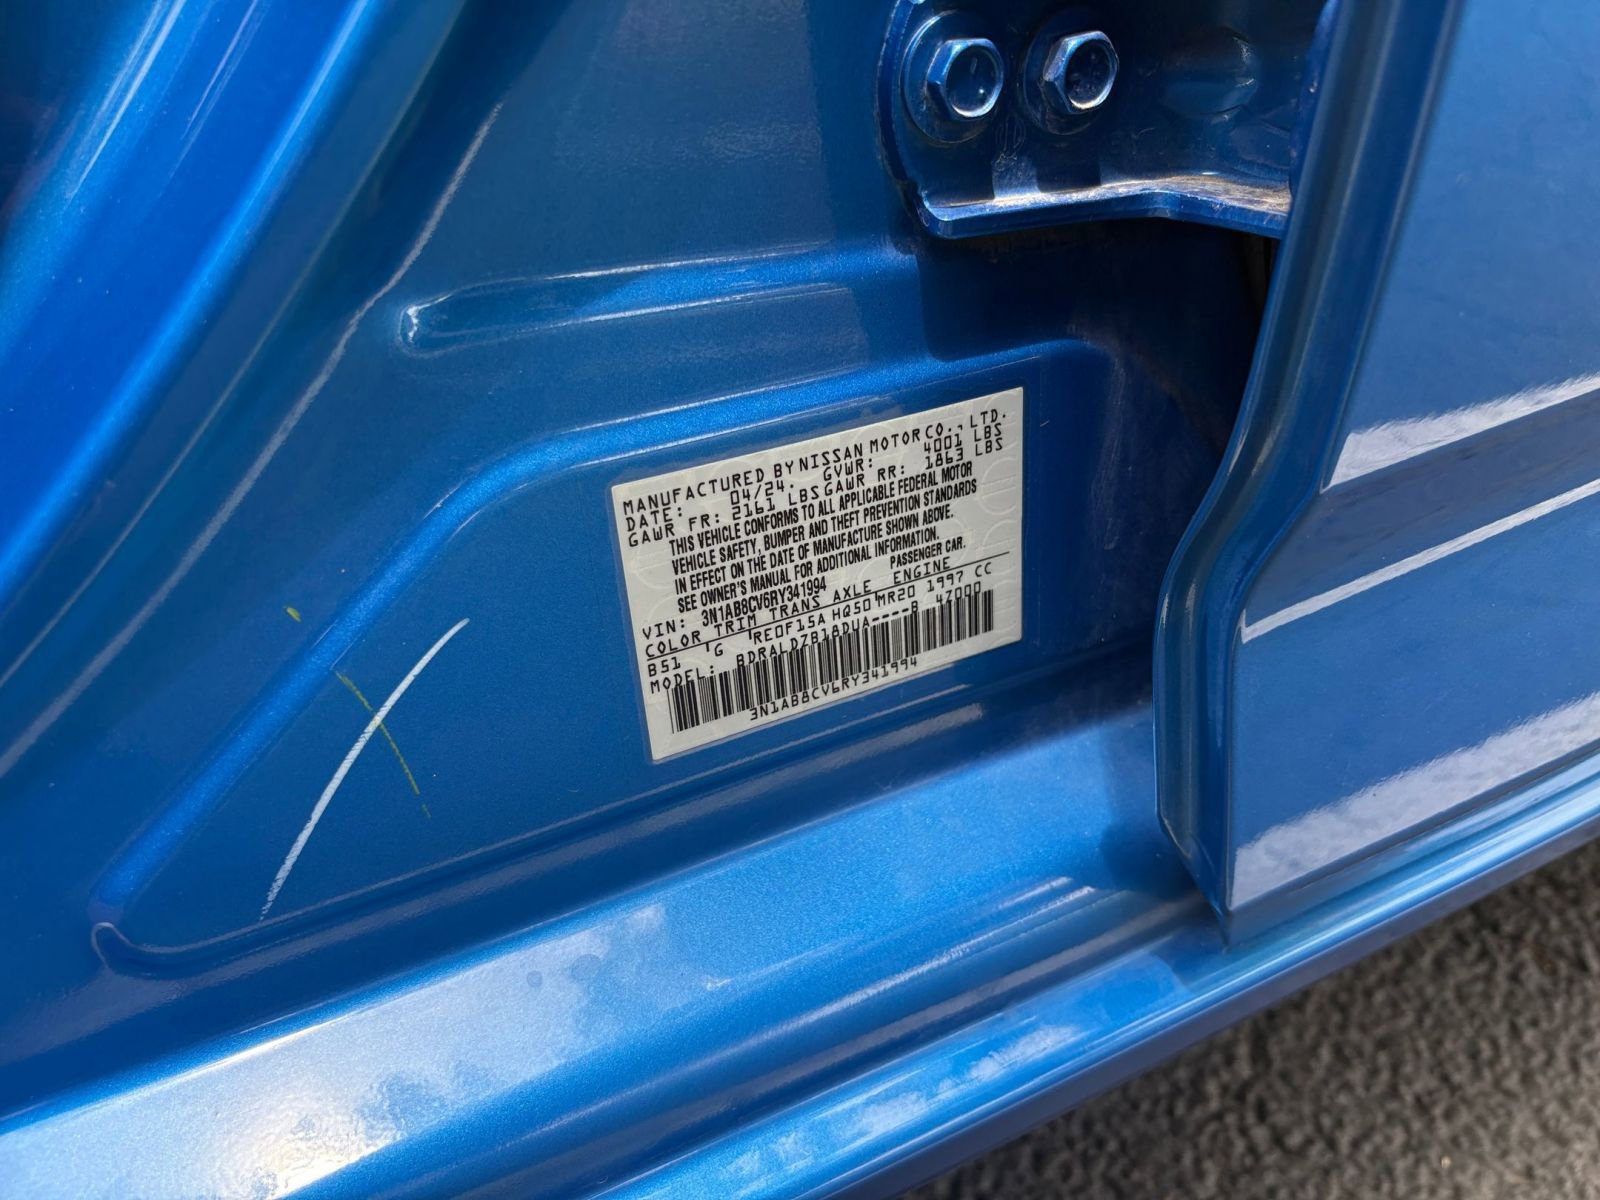 MANUFACTURED BY NISSAN MOTOR CO., LTD.
DATE: 04/24. GVWR: 4001 LBS
GAWR FR: 2161 LBS GAWR RR: 1863 LBS
THIS VEHICLE CONFORMS TO ALL APPLICABLE FEDERAL MOTOR
VEHICLE SAFETY, BUMPER AND THEFT PREVENTION STANDARDS
IN EFFECT ON THE DATE OF MANUFACTURE SHOWN ABOVE.
SEE OWNER'S MANUAL FOR ADDITIONAL INFORMATION.
VIN: 3N1AB8CV6RY341994 PASSENGER CAR.
COLOR TRIM TRANS AXLE ENGINE
B51 G RE0F15A HQ50 MR20 1997 CC
MODEL: BDRALDZB18DUA----B 4Z000
3N1AB8CV6RY341994